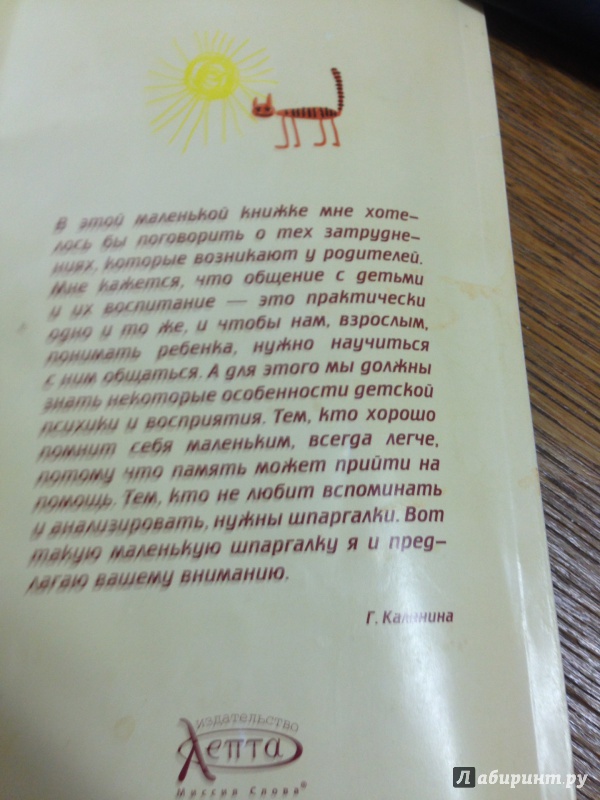 В этой маленькой книжке мне хоте–
лось бы поговорить о тех затрудне–
ниях, которые возникают у родителей.
Мне кажется, что общение с детьми
и их воспитание — это практически
одно и то же, и чтобы нам, взрослым,
понимать ребенка, нужно научиться
с ним общаться. А для этого мы должны
знать некоторые особенности детской
психики и восприятия. Тем, кто хорошо
помнит себя маленьким, всегда легче,
потому что память может прийти на
помощь. Тем, кто не любит вспоминать
и анализировать, нужны шпаргалки. Вот
такую маленькую шпаргалку я и пред–
лагаю вашему вниманию.
Г. Калинина
издательство
Лепта
Миссия Слова®
Лабиринт.ру